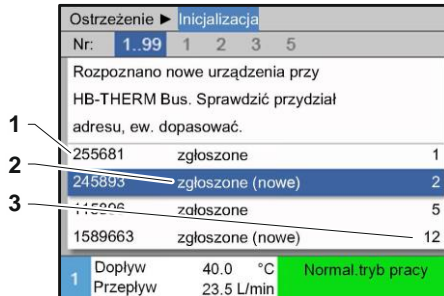 Ostrzeżenie ► Inicjalizacja
Nr: 1..99 1 2 3 5
Rozpoznano nowe urządzenia przy
HB-THERM Bus. Sprawdzić przydział
adresu, ew. dopasować.
1
255681 zgłoszone 1
2
245893 zgłoszone (nowe) 2
3
zgłoszone 5
1589663 zgłoszone (nowe) 12
1 Dopływ 40.0 °C Normal.tryb pracy
Przepływ 23.5 L/min